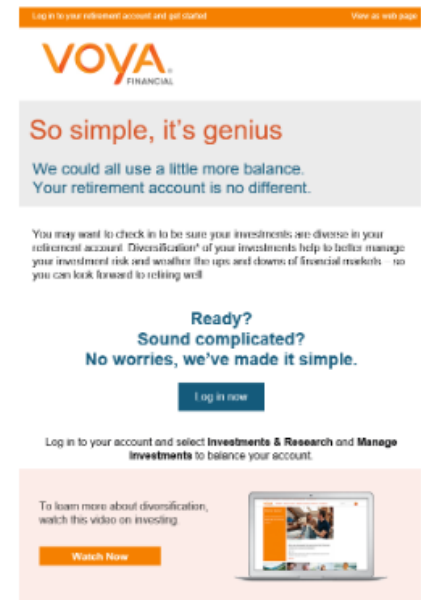 Log in to your retirement account and get started
View as web page
VOYA
FINANCIAL
So simple, it's genius
We could all use a little more balance.
Your retirement account is no different.
You may want to check in to be sure your investments are diverse in your
retirement account. Diversification* of your investments help to better manage
your investment risk and weather the ups and downs of financial markets – so
you can look forward to retiring well.
Ready?
Sound complicated?
No worries, we've made it simple.
Log in now
Log in to your account and select Investments & Research and Manage
Investments to balance your account.
To learn more about diversification,
watch this video on investing.
Watch Now